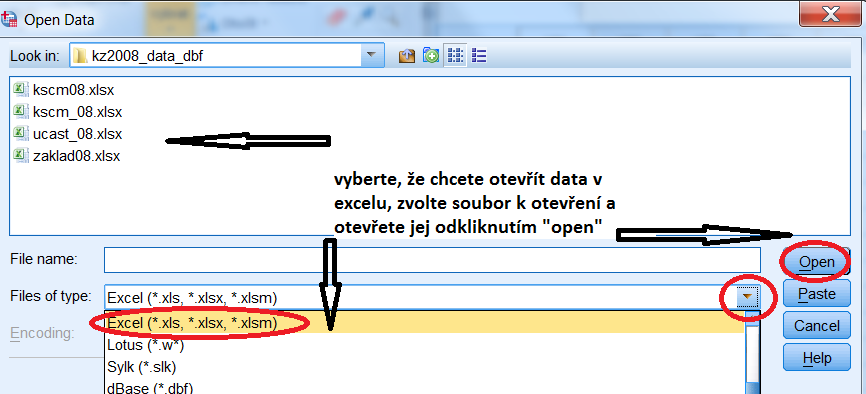 Open Data
Look in: kz2008_data_dbf
kscm08.xlsx
kscm_08.xlsx
ucast_08.xlsx
zaklad08.xlsx
vyberte, že chcete otevřít data v
excelu, zvolte soubor k otevření a
otevřete jej odkliknutím "open"
File name:
Open
Files of type: Excel (*.xls, *.xlsx, *.xlsm)
Paste
Excel (*.xls, *.xlsx, *.xlsm)
Encoding:
Lotus (*.w*)
Cancel
Sylk (*.slk)
Help
dBase (*.dbf)